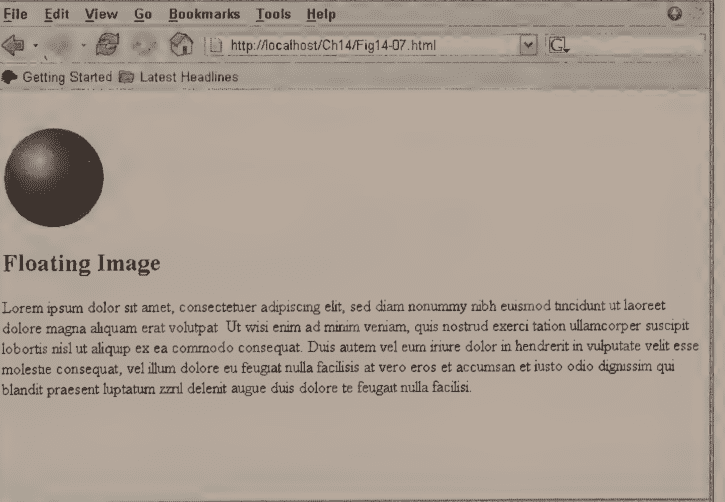 File Edit View Go Bookmarks Tools Help
http://localhost/Ch14/Fig14-07.html G
Getting Started Latest Headlines
Floating Image
Lorem ipsum dolor sit amet, consectetuer adipiscing elit, sed diam nonummy nibh euismod tincidunt ut laoreet
dolore magna aliquam erat volutpat Ut wisi enim ad minim veniam, quis nostrud exerci tation ullamcorper suscipit
lobortis nisl ut aliquip ex ea commodo consequat. Duis autem vel eum iriure dolor in hendrerit in vulputate velit esse
molestie consequat, vel illum dolore eu feugiat nulla facilisis at vero eros et accumsan et iusto odio dignissim qui
blandit praesent luptatum zzril delenit augue duis dolore te feugait nulla facilisi.